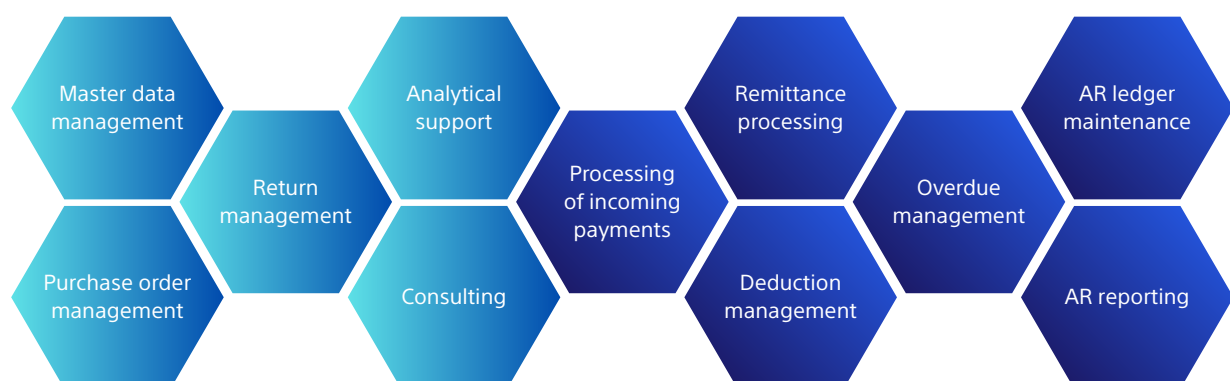 Master data
management
Purchase order
management
Return
management
Analytical
support
Consulting
Processing
of incoming
payments
Remittance
processing
Deduction
management
Overdue
management
AR ledger
maintenance
AR reporting